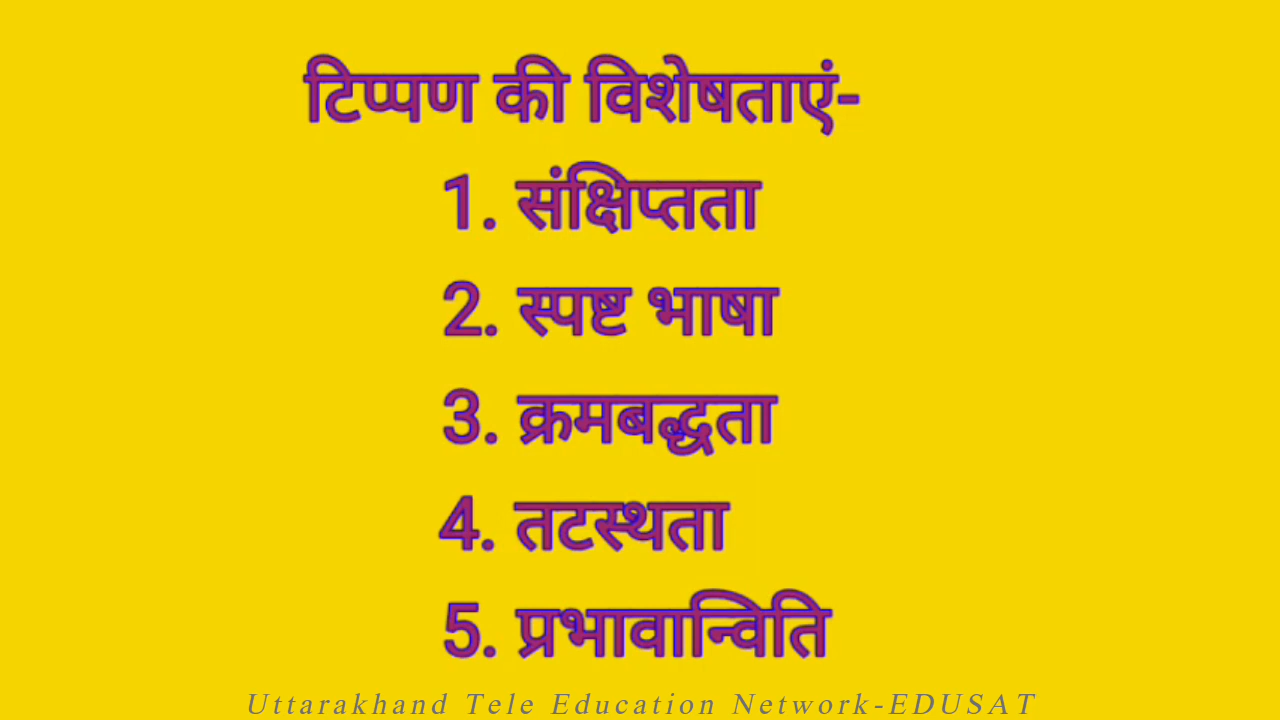 टिप्पण की विशेषताएं-
1. संक्षिप्तता
2. स्पष्ट भाषा
3. क्रमबद्धता
4. तटस्थता
5. प्रभावान्विति
Uttarakhand Tele Education Network-EDUSAT